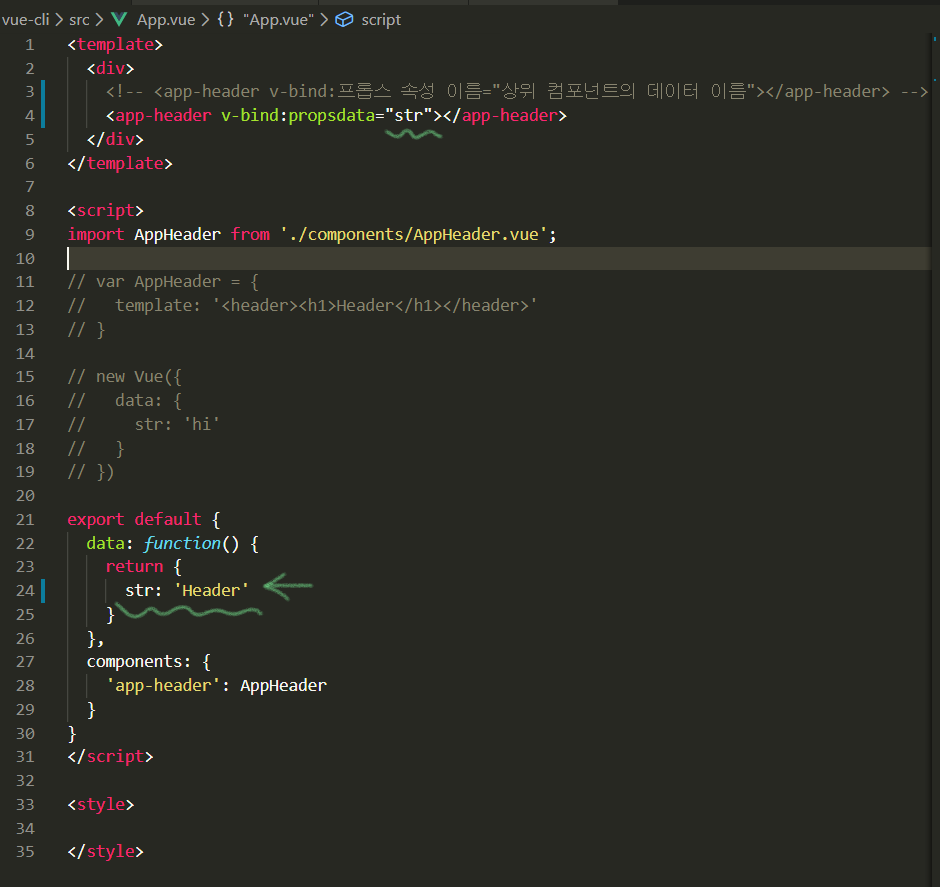 vue-cli > src > App.vue > {} "App.vue" > script
1 <template>
2 <div>
3 <!-- <app-header v-bind:프롭스 속성 이름="상위 컴포넌트의 데이터 이름"></app-header> -->
4 <app-header v-bind:propsdata="str"></app-header>
5 </div>
6 </template>
7
8 <script>
9 import AppHeader from './components/AppHeader.vue';
10
11 // var AppHeader = {
12 //   template: '<header><h1>Header</h1></header>'
13 // }
14
15 // new Vue({
16 //   data: {
17 //     str: 'hi'
18 //   }
19 // })
20
21 export default {
22 data: function() {
23 return {
24 str: 'Header'
25 }
26 },
27 components: {
28 'app-header': AppHeader
29 }
30 }
31 </script>
32
33 <style>
34
35 </style>